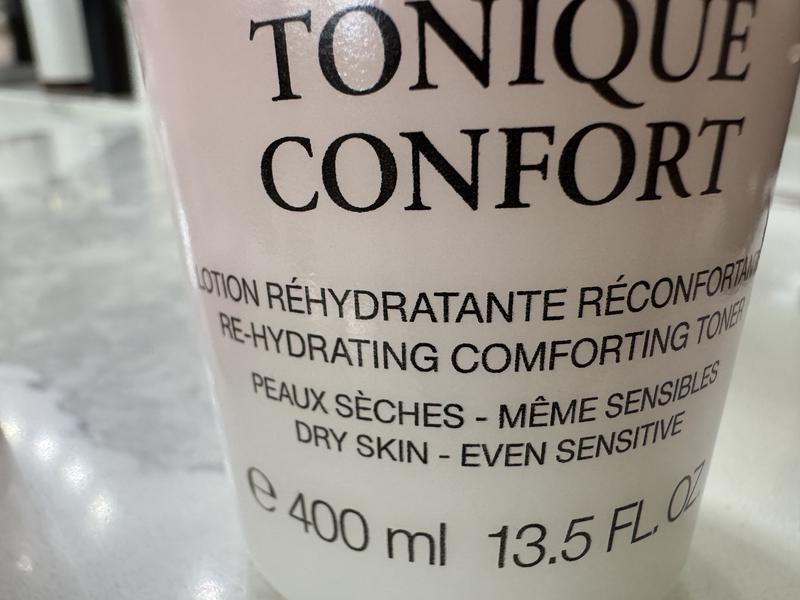 TONIQUE
CONFORT
LOTION RÉHYDRATANTE RÉCONFORTANTE
RE-HYDRATING COMFORTING TONER
PEAUX SÈCHES - MÊME SENSIBLES
DRY SKIN - EVEN SENSITIVE
℮ 400 ml 13.5 FL. OZ